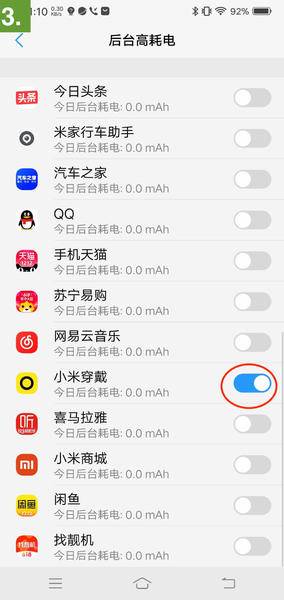 3.
1:10 0.30 KB/s 92%
后台高耗电
头条
今日头条
今日后台耗电: 0.0 mAh
米家行车助手
今日后台耗电: 0.0 mAh
汽车之家
汽车之家
今日后台耗电: 0.0 mAh
QQ
今日后台耗电: 0.0 mAh
天猫
1212
手机天猫
今日后台耗电: 0.0 mAh
苏宁易购
今日后台耗电: 0.0 mAh
网易云音乐
今日后台耗电: 0.0 mAh
小米穿戴
今日后台耗电: 0.0 mAh
听
喜马拉雅
今日后台耗电: 0.0 mAh
小米商城
今日后台耗电: 0.0 mAh
闲鱼
闲鱼
今日后台耗电: 0.0 mAh
找靓机
618
找靓机
今日后台耗电: 0.0 mAh